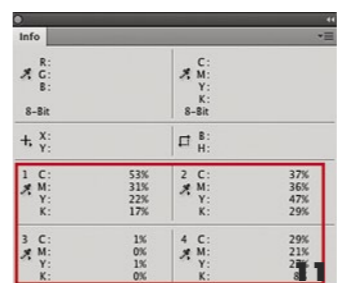 Info
R:
G:
B:
8-Bit
C:
M:
Y:
K:
8-Bit
X:
Y:
B:
H:
1 C: 53%
M: 31%
Y: 22%
K: 17%
2 C: 37%
M: 36%
Y: 47%
K: 29%
3 C: 1%
M: 0%
Y: 1%
K: 0%
4 C: 29%
M: 21%
Y:
K:
11